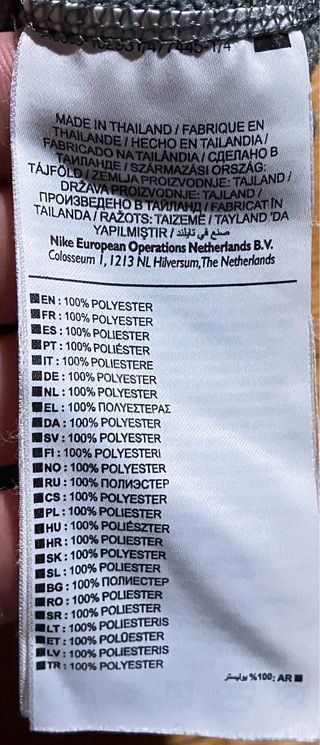 MADE IN THAILAND / FABRIQUE EN
THAILANDE / HECHO EN TAILANDIA /
FABRICADO NA TAILÂNDIA / СДЕЛАНО В
ТАИЛАНДЕ / SZÁRMAZÁSI ORSZÁG:
TÁJFÖLD / ZEMLJA PROIZVODNJE: TAJLAND /
DRŽAVA PROIZVODNJE: TAJLAND /
ПРОИЗВЕДЕНО В ТАЙЛАНД / FABRICAT ÎN
TAILANDA / RAŽOTS: TAIZEMĒ / TAYLAND 'DA
YAPILMIŞTIR / صنع في تايلند
Nike European Operations Netherlands B.V.
Colosseum 1, 1213 NL Hilversum, The Netherlands
EN : 100% POLYESTER
FR : 100% POLYESTER
ES : 100% POLIESTER
PT : 100% POLIÉSTER
IT : 100% POLIESTERE
DE : 100% POLYESTER
NL : 100% POLYESTER
EL : 100% ΠΟΛΥΕΣΤΕΡΑΣ
DA : 100% POLYESTER
SV : 100% POLYESTER
FI : 100% POLYESTERI
NO : 100% POLYESTER
RU : 100% ПОЛИЭСТЕР
CS : 100% POLYESTER
PL : 100% POLIESTER
HU : 100% POLIÉSZTER
HR : 100% POLIESTER
SK : 100% POLYESTER
SL : 100% POLIESTER
BG : 100% ПОЛИЕСТЕР
RO : 100% POLIESTER
SR : 100% POLIESTER
LT : 100% POLIESTERIS
ET : 100% POLÜESTER
LV : 100% POLIESTERIS
TR : 100% POLYESTER
AR : 100% بوليستر